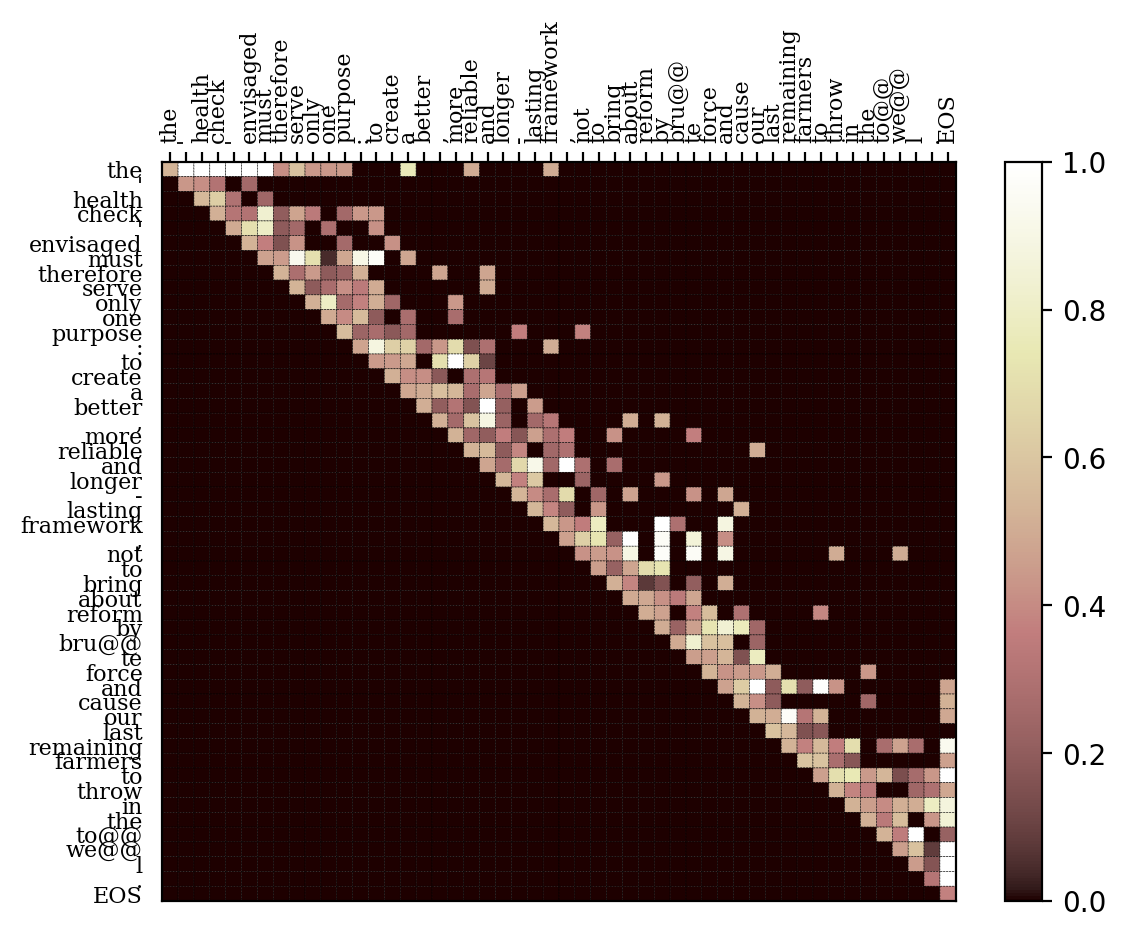 the
'
health
check
'
envisaged
must
therefore
serve
only
one
purpose
:
to
create
a
better
,
more
reliable
and
longer
-
lasting
framework
,
not
to
bring
about
reform
by
bru@@
te
force
and
cause
our
last
remaining
farmers
to
throw
in
the
to@@
we@@
l
.
EOS
the
'
health
check
'
envisaged
must
therefore
serve
only
one
purpose
:
to
create
a
better
,
more
reliable
and
longer
-
lasting
framework
,
not
to
bring
about
reform
by
bru@@
te
force
and
cause
our
last
remaining
farmers
to
throw
in
the
to@@
we@@
l
.
EOS
1.0
0.8
0.6
0.4
0.2
0.0